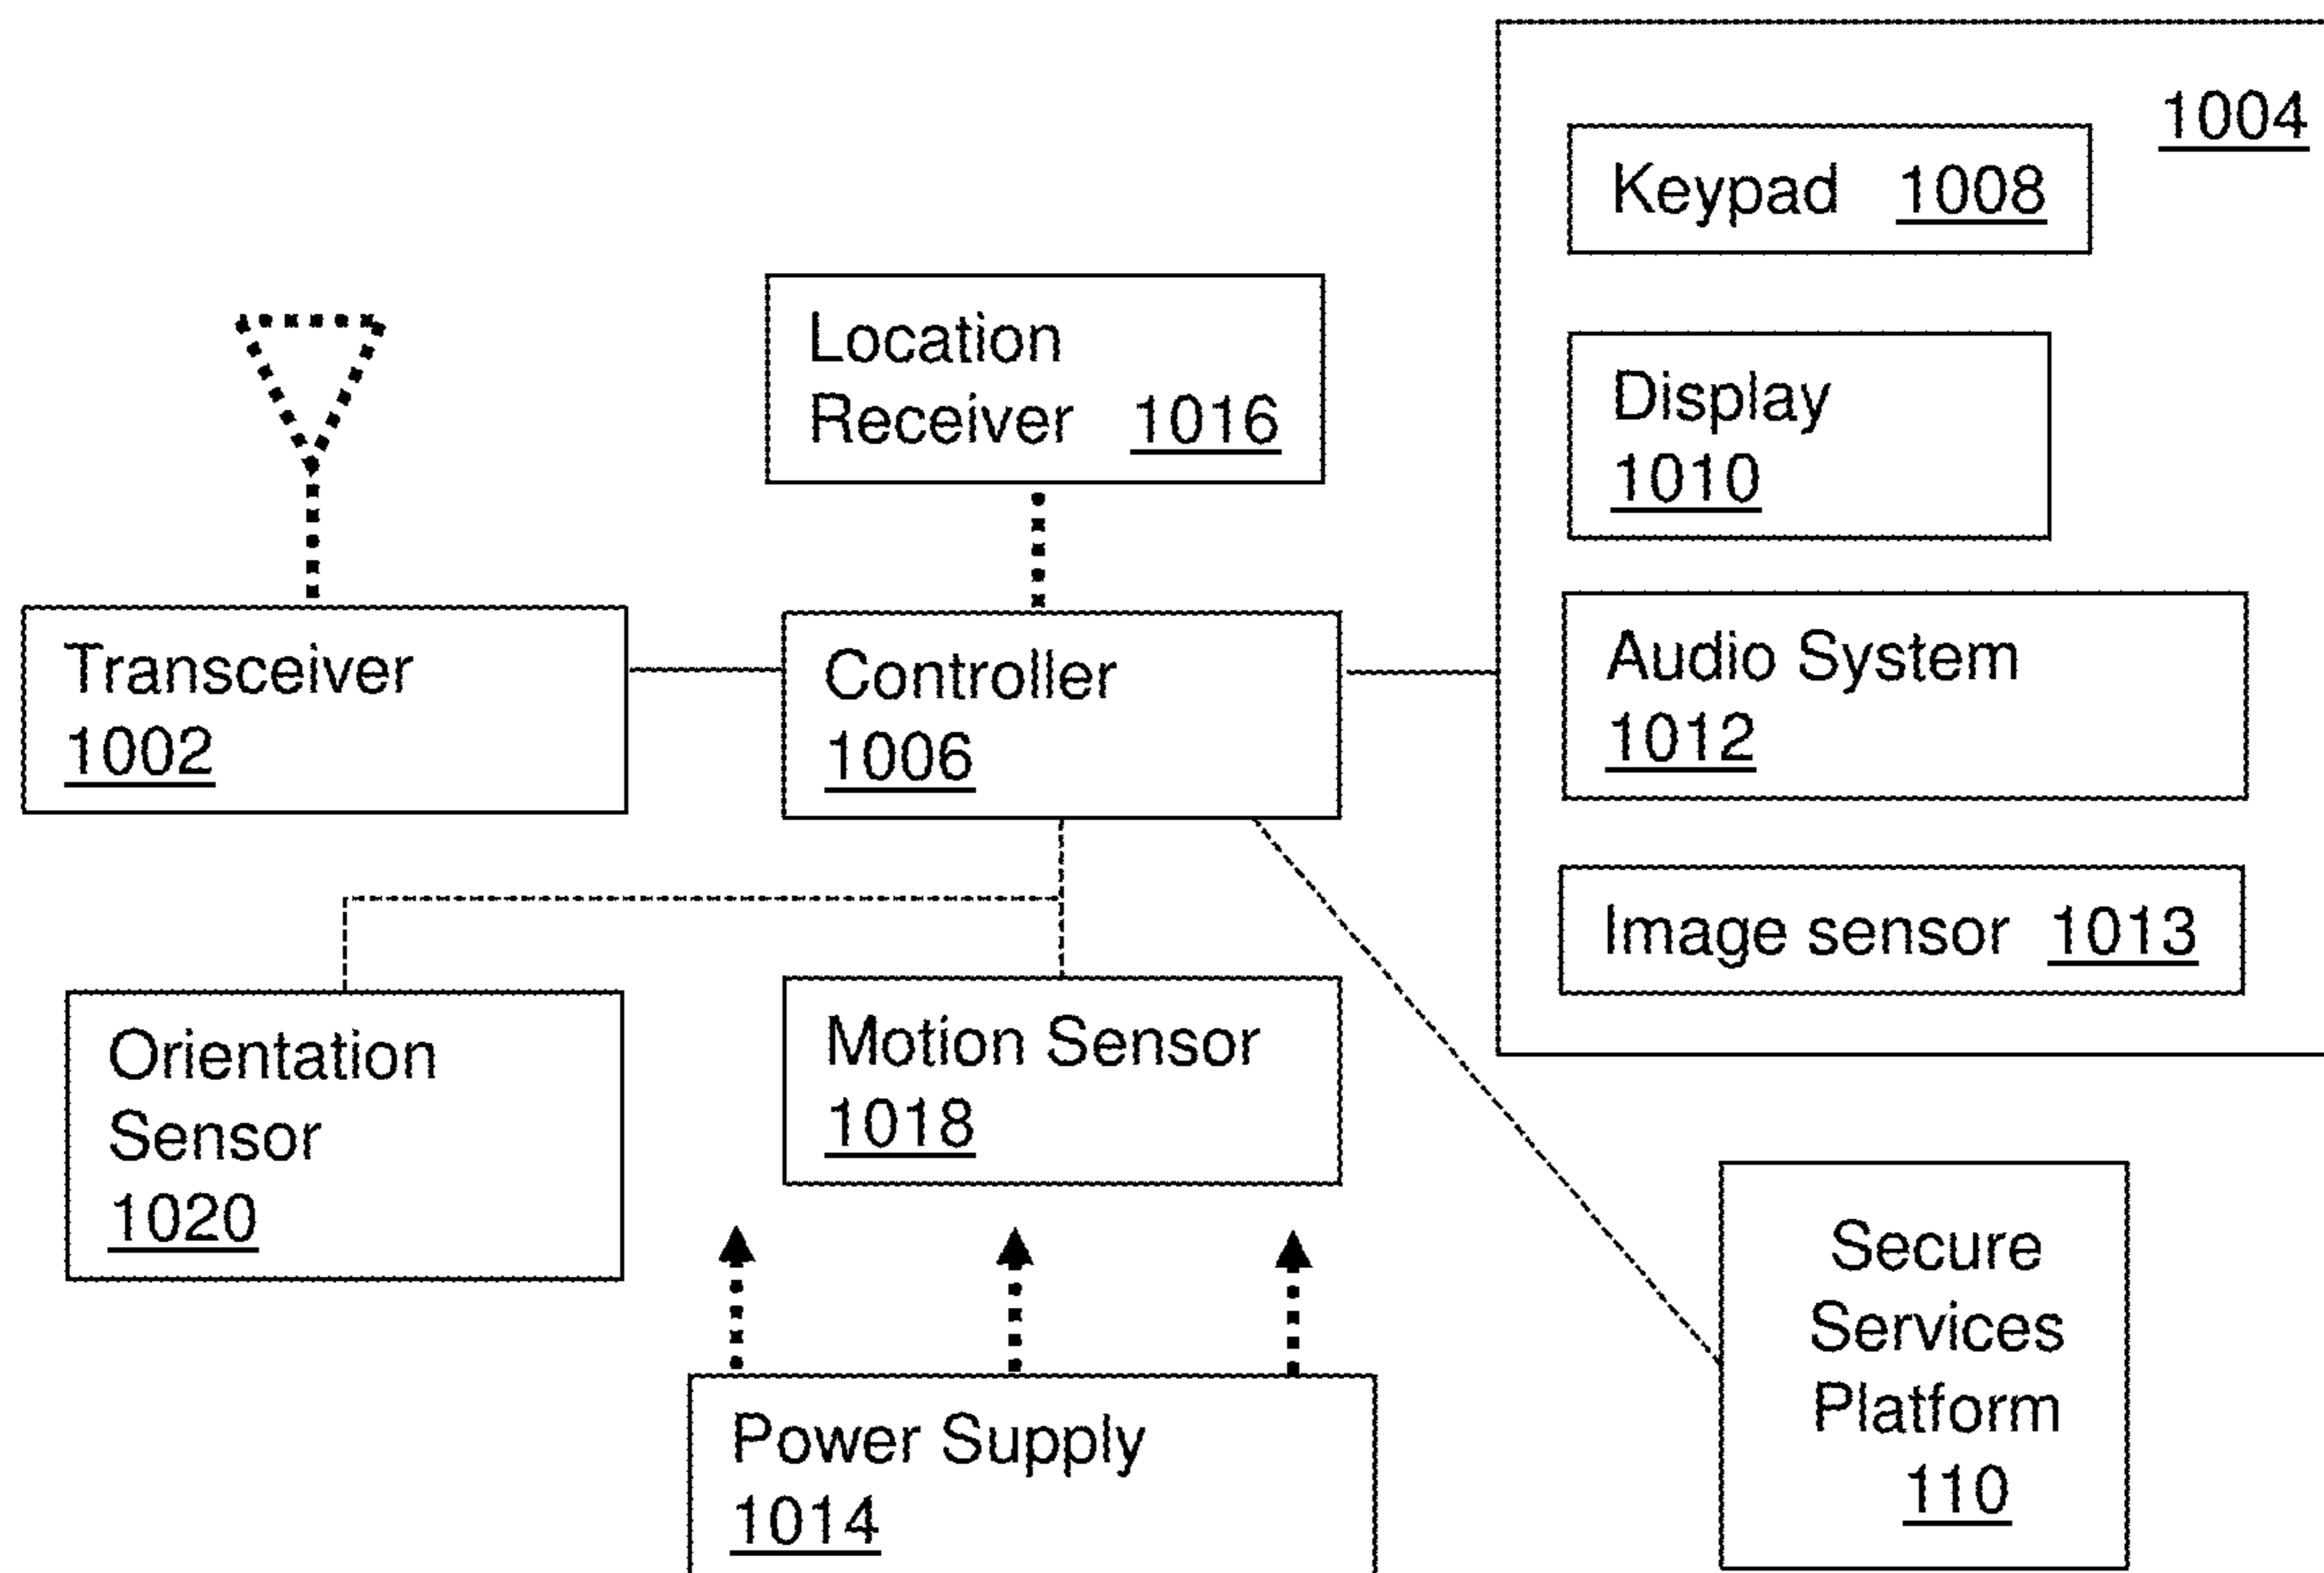 1004
Keypad 1008
Location
Receiver 1016
Display
1010
Transceiver
1002
Controller
1006
Audio System
1012
Image sensor 1013
Orientation
Sensor
1020
Motion Sensor
1018
Secure
Services
Platform
110
Power Supply
1014